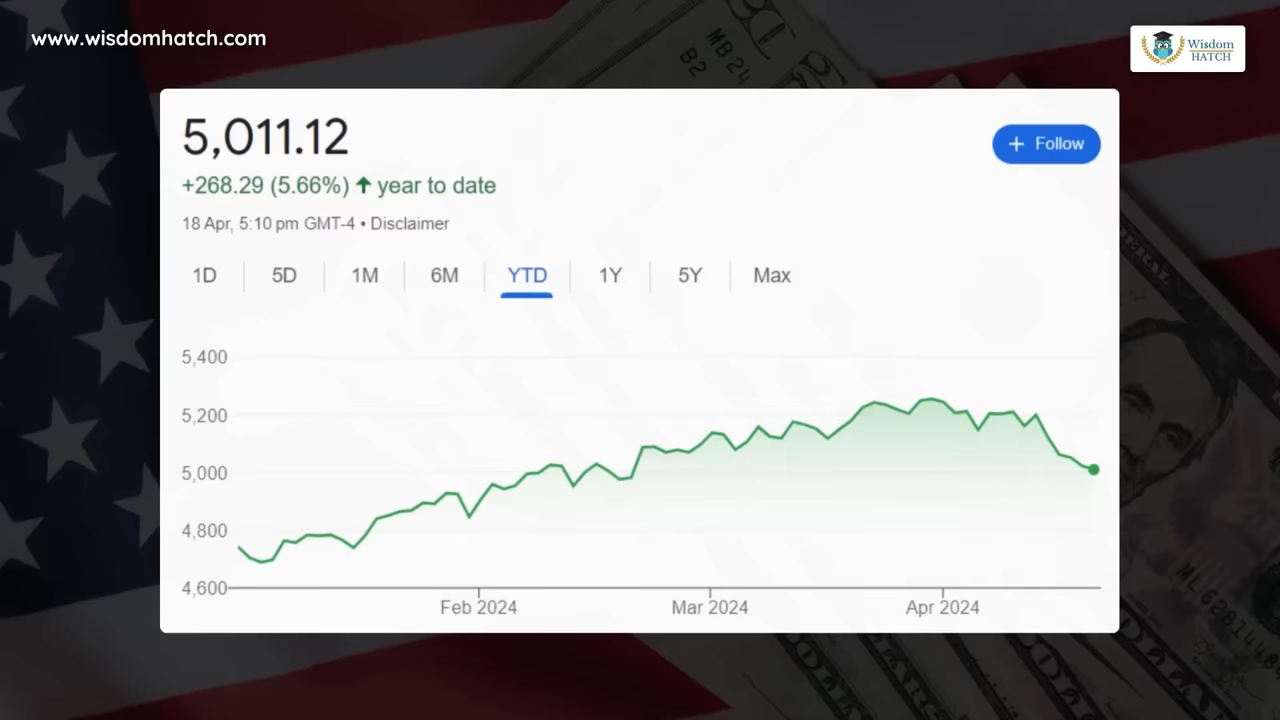 www.wisdomhatch.com
Wisdom
HATCH
5,011.12
+ Follow
+268.29 (5.66%) ↑ year to date
18 Apr, 5:10 pm GMT-4 • Disclaimer
1D 5D 1M 6M YTD 1Y 5Y Max
5,400
5,200
5,000
4,800
4,600
Feb 2024 Mar 2024 Apr 2024
MB24
B2